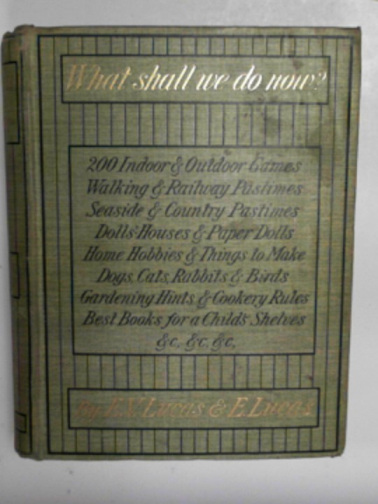 What shall we do now?
200 Indoor & Outdoor Games
Walking & Railway Pastimes
Seaside & Country Pastimes
Dolls-Houses & Paper Dolls
Home Hobbies & Things to Make
Dogs, Cats, Rabbits & Birds
Gardening Hints & Cookery Rules
Best Books for a Childs Shelves
&c., &c, &c,
by E.V. Lucas & E. Lucas